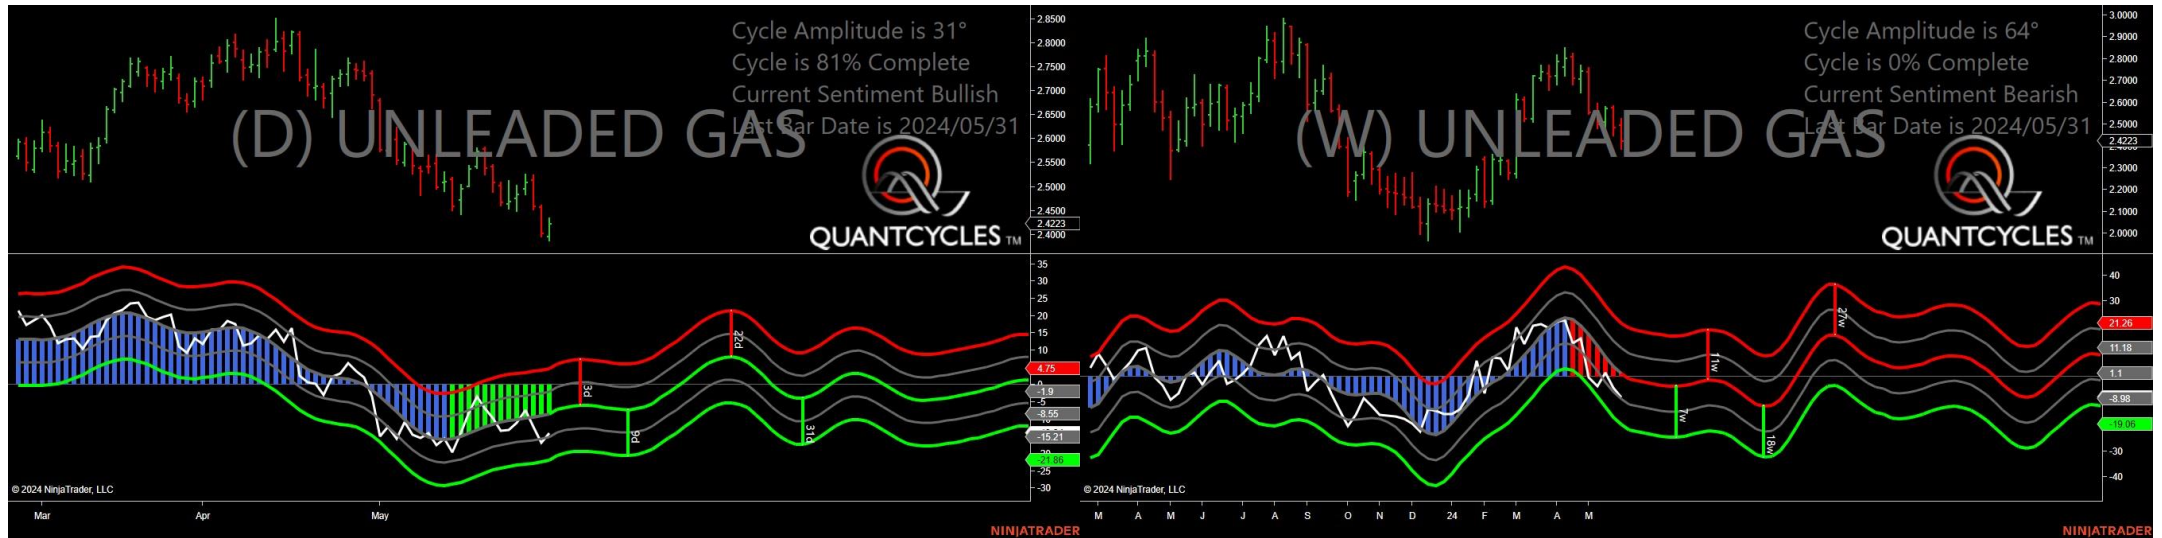 Cycle Amplitude is 31°
Cycle is 81% Complete
Current Sentiment Bullish
Last Bar Date is 2024/05/31
(D) UNLEADED GAS
QUANTCYCLES TM
2.8500
2.8000
2.7500
2.7000
2.6500
2.6000
2.5500
2.5000
2.4500
2.4223
2.4000
35
30
25
20
15
10
4.75
-1.9
-5
-8.55
-15.21
-21.86
-25
-30
3d
9d
22d
31d
© 2024 NinjaTrader, LLC
Mar Apr May
NINJATRADER
Cycle Amplitude is 64°
Cycle is 0% Complete
Current Sentiment Bearish
Last Bar Date is 2024/05/31
(W) UNLEADED GAS
QUANTCYCLES TM
3.0000
2.9000
2.8000
2.7000
2.6000
2.5000
2.4223
2.3000
2.2000
2.1000
2.0000
40
30
21.26
11.18
1.1
-8.98
-19.06
-30
-40
11w
7w
18w
27w
© 2024 NinjaTrader, LLC
M A M J J A S O N D 24 F M A M
NINJATRADER